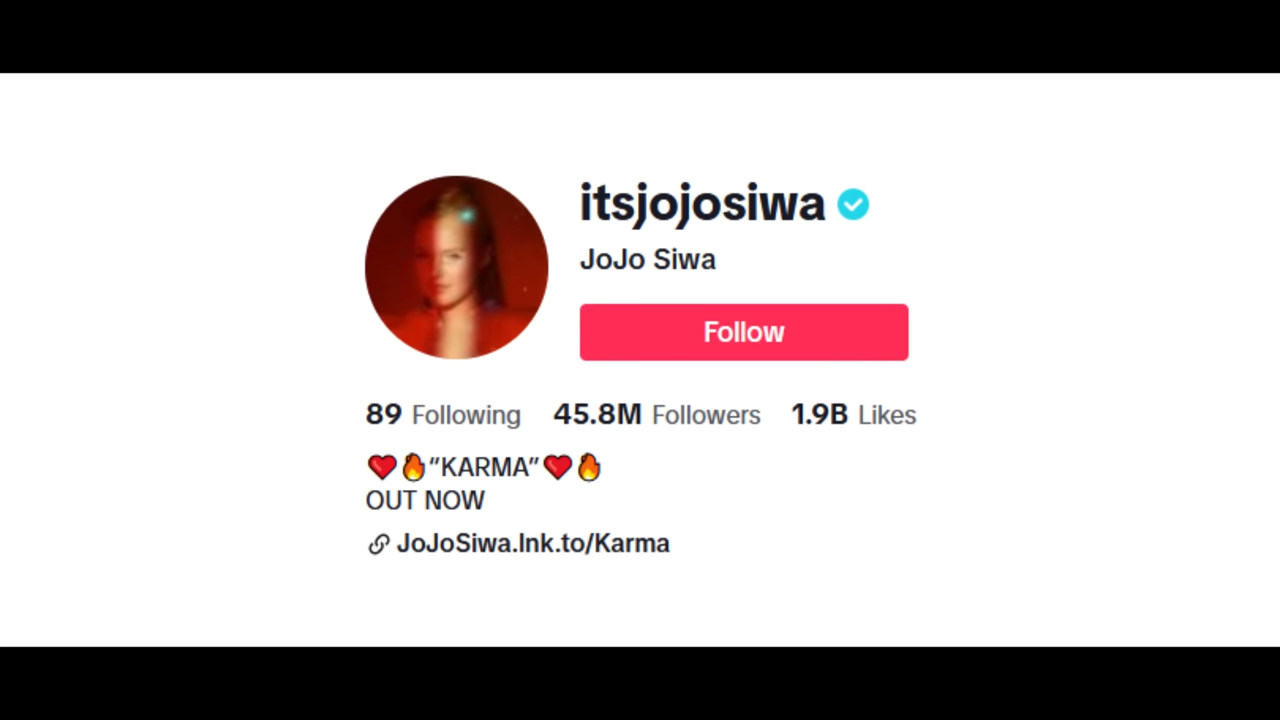 itsjojosiwa
JoJo Siwa
Follow
89 Following 45.8M Followers 1.9B Likes
❤️🔥“KARMA”❤️🔥
OUT NOW
JoJoSiwa.lnk.to/Karma